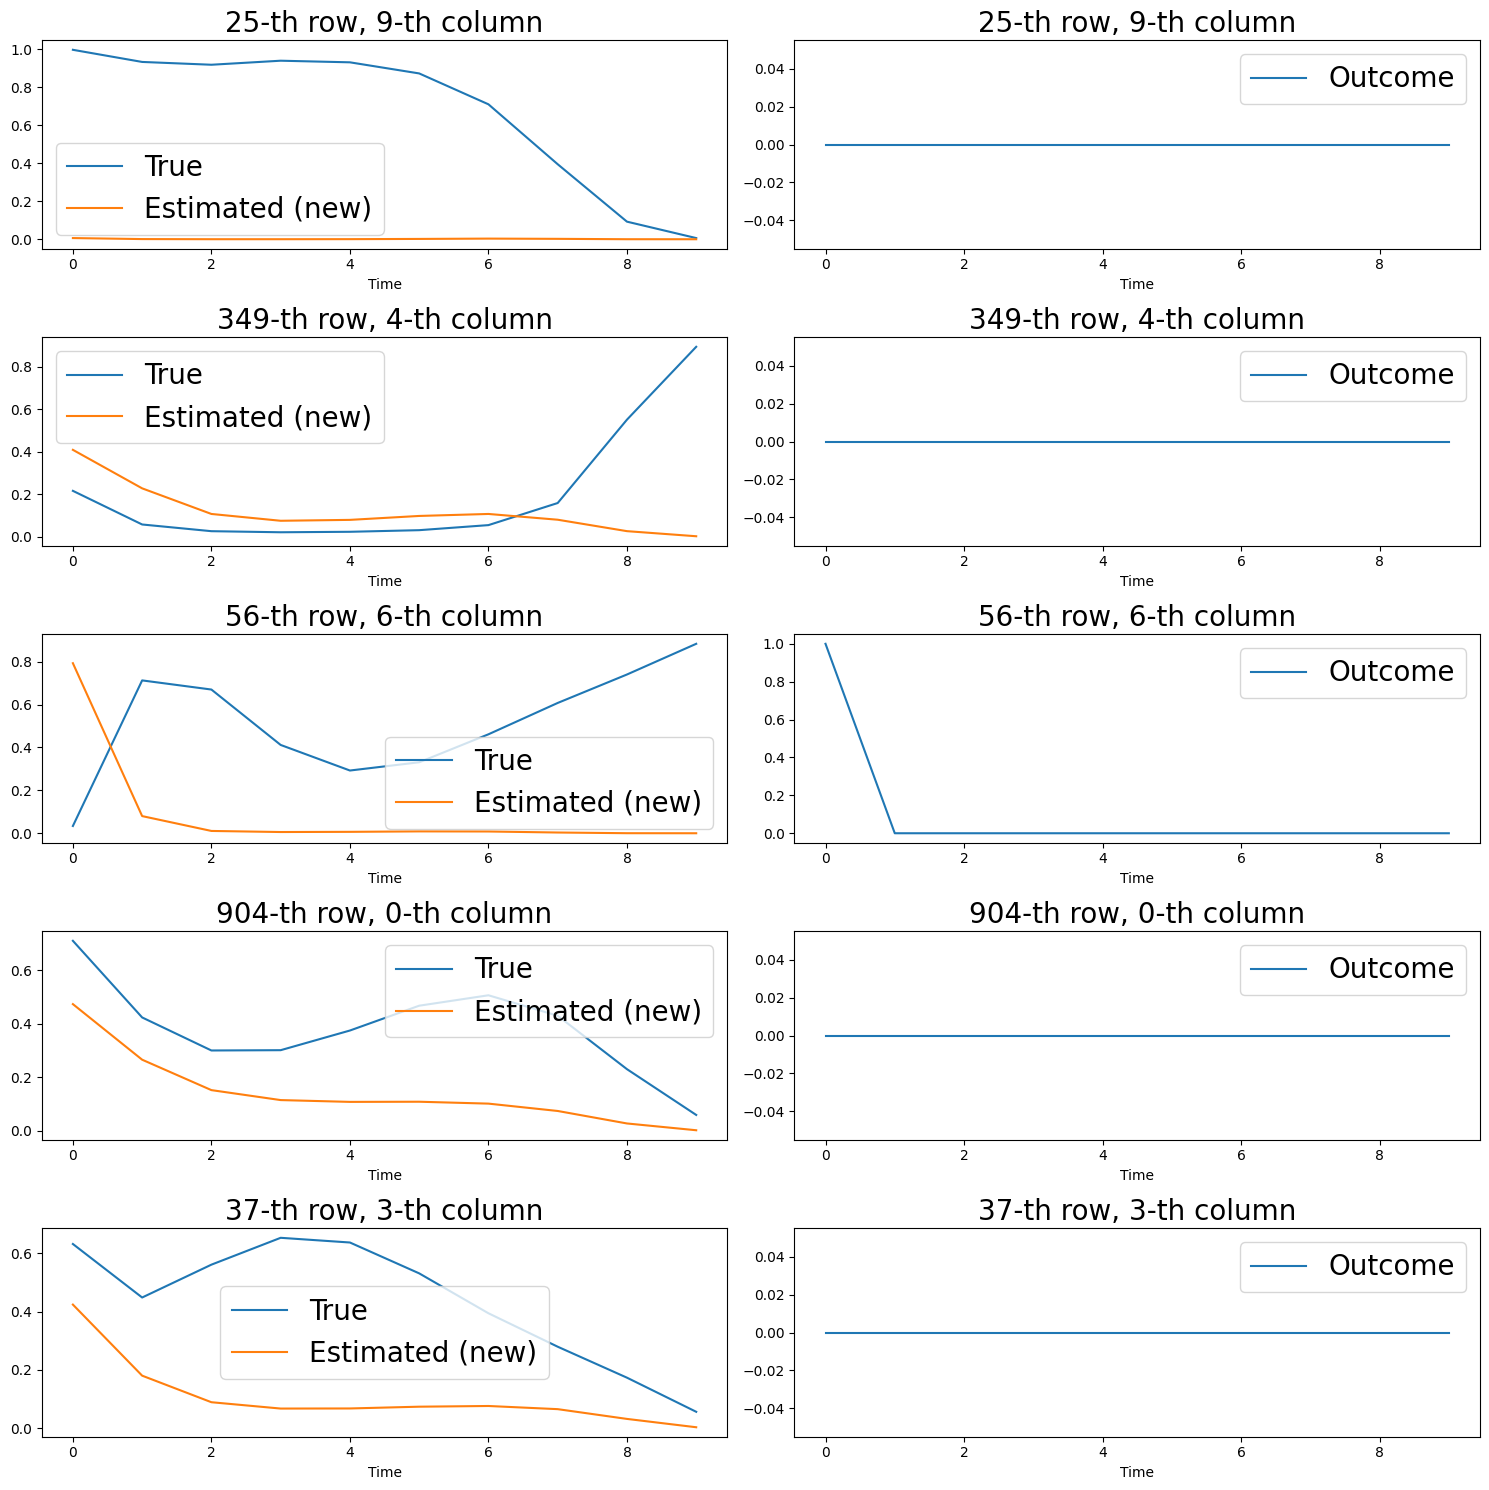 25-th row, 9-th column
1.0
0.8
0.6
0.4
0.2
0.0
True
Estimated (new)
0 2 4 6 8
Time
25-th row, 9-th column
0.04
0.02
0.00
−0.02
−0.04
Outcome
0 2 4 6 8
Time
349-th row, 4-th column
0.8
0.6
0.4
0.2
0.0
True
Estimated (new)
0 2 4 6 8
Time
349-th row, 4-th column
0.04
0.02
0.00
−0.02
−0.04
Outcome
0 2 4 6 8
Time
56-th row, 6-th column
0.8
0.6
0.4
0.2
0.0
True
Estimated (new)
0 2 4 6 8
Time
56-th row, 6-th column
1.0
0.8
0.6
0.4
0.2
0.0
Outcome
0 2 4 6 8
Time
904-th row, 0-th column
0.6
0.4
0.2
0.0
True
Estimated (new)
0 2 4 6 8
Time
904-th row, 0-th column
0.04
0.02
0.00
−0.02
−0.04
Outcome
0 2 4 6 8
Time
37-th row, 3-th column
0.6
0.4
0.2
0.0
True
Estimated (new)
0 2 4 6 8
Time
37-th row, 3-th column
0.04
0.02
0.00
−0.02
−0.04
Outcome
0 2 4 6 8
Time